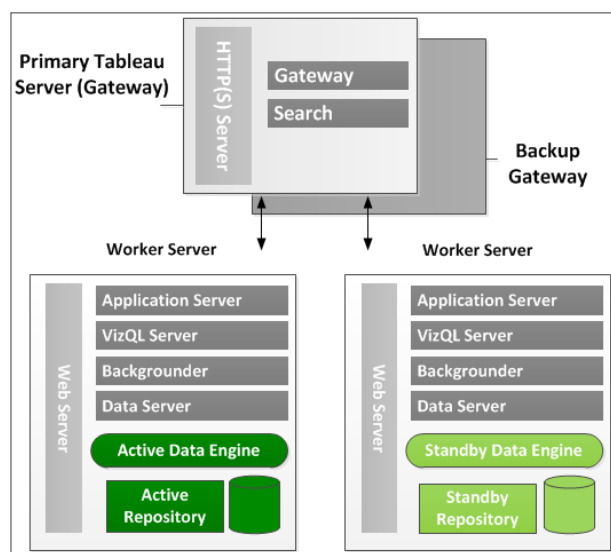 Primary Tableau
Server (Gateway)
HTTP(S) Server
Gateway
Search
Backup
Gateway
Worker Server
Web Server
Application Server
VizQL Server
Backgrounder
Data Server
Active Data Engine
Active
Repository
Worker Server
Web Server
Application Server
VizQL Server
Backgrounder
Data Server
Standby Data Engine
Standby
Repository